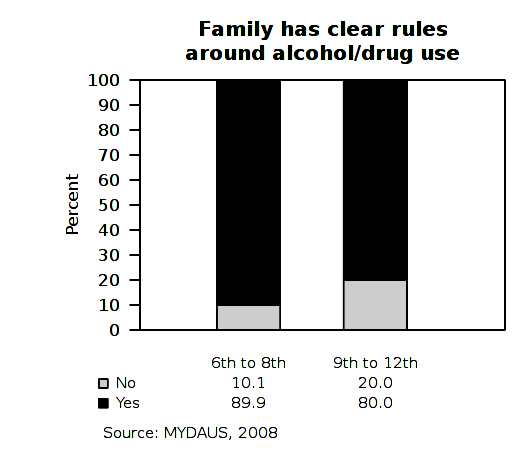 Family has clear rules
around alcohol/drug use
Percent
100
90
80
70
60
50
40
30
20
10
0
6th to 8th 9th to 12th
No 10.1 20.0
Yes 89.9 80.0
Source: MYDAUS, 2008